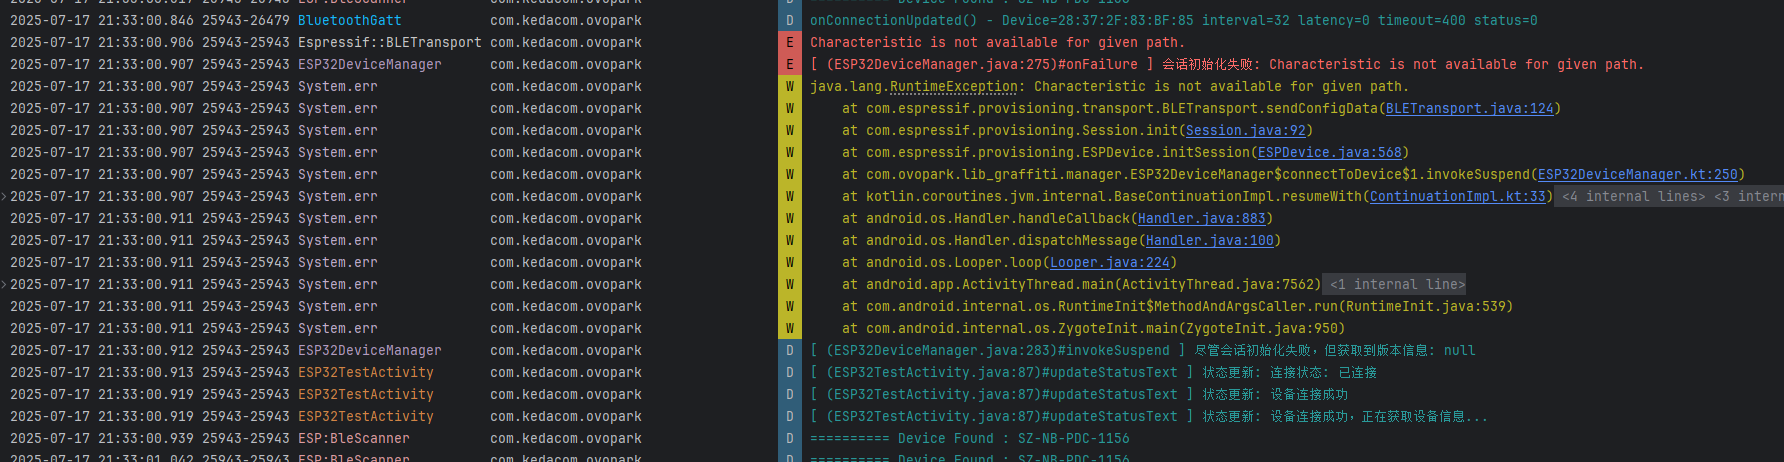 2025-07-17 21:33:00.846 25943-26479 BluetoothGatt com.kedacom.ovopark D onConnectionUpdated() - Device=28:37:2F:83:BF:85 interval=32 latency=0 timeout=400 status=0
2025-07-17 21:33:00.906 25943-25943 Espressif::BLETransport com.kedacom.ovopark E Characteristic is not available for given path.
2025-07-17 21:33:00.907 25943-25943 ESP32DeviceManager com.kedacom.ovopark E [ (ESP32DeviceManager.java:275)#onFailure ] 会话初始化失败: Characteristic is not available for given path.
2025-07-17 21:33:00.907 25943-25943 System.err com.kedacom.ovopark W java.lang.RuntimeException: Characteristic is not available for given path.
2025-07-17 21:33:00.907 25943-25943 System.err com.kedacom.ovopark W at com.espressif.provisioning.transport.BLETransport.sendConfigData(BLETransport.java:124)
2025-07-17 21:33:00.907 25943-25943 System.err com.kedacom.ovopark W at com.espressif.provisioning.Session.init(Session.java:92)
2025-07-17 21:33:00.907 25943-25943 System.err com.kedacom.ovopark W at com.espressif.provisioning.ESPDevice.initSession(ESPDevice.java:568)
2025-07-17 21:33:00.907 25943-25943 System.err com.kedacom.ovopark W at com.ovopark.lib_graffiti.manager.ESP32DeviceManager$connectToDevice$1.invokeSuspend(ESP32DeviceManager.kt:250)
2025-07-17 21:33:00.907 25943-25943 System.err com.kedacom.ovopark W at kotlin.coroutines.jvm.internal.BaseContinuationImpl.resumeWith(ContinuationImpl.kt:33) <4 internal lines> <3 intern
2025-07-17 21:33:00.911 25943-25943 System.err com.kedacom.ovopark W at android.os.Handler.handleCallback(Handler.java:883)
2025-07-17 21:33:00.911 25943-25943 System.err com.kedacom.ovopark W at android.os.Handler.dispatchMessage(Handler.java:100)
2025-07-17 21:33:00.911 25943-25943 System.err com.kedacom.ovopark W at android.os.Looper.loop(Looper.java:224)
2025-07-17 21:33:00.911 25943-25943 System.err com.kedacom.ovopark W at android.app.ActivityThread.main(ActivityThread.java:7562) <1 internal line>
2025-07-17 21:33:00.911 25943-25943 System.err com.kedacom.ovopark W at com.android.internal.os.RuntimeInit$MethodAndArgsCaller.run(RuntimeInit.java:539)
2025-07-17 21:33:00.911 25943-25943 System.err com.kedacom.ovopark W at com.android.internal.os.ZygoteInit.main(ZygoteInit.java:950)
2025-07-17 21:33:00.912 25943-25943 ESP32DeviceManager com.kedacom.ovopark D [ (ESP32DeviceManager.java:283)#invokeSuspend ] 尽管会话初始化失败，但获取到版本信息: null
2025-07-17 21:33:00.913 25943-25943 ESP32TestActivity com.kedacom.ovopark D [ (ESP32TestActivity.java:87)#updateStatusText ] 状态更新: 连接状态: 已连接
2025-07-17 21:33:00.919 25943-25943 ESP32TestActivity com.kedacom.ovopark D [ (ESP32TestActivity.java:87)#updateStatusText ] 状态更新: 设备连接成功
2025-07-17 21:33:00.919 25943-25943 ESP32TestActivity com.kedacom.ovopark D [ (ESP32TestActivity.java:87)#updateStatusText ] 状态更新: 设备连接成功，正在获取设备信息...
2025-07-17 21:33:00.939 25943-25943 ESP:BleScanner com.kedacom.ovopark D ========== Device Found : SZ-NB-PDC-1156
2025-07-17 21:33:01.042 25943-25943 ESP:BleScanner com.kedacom.ovopark D ========== Device Found : SZ-NB-PDC-1156